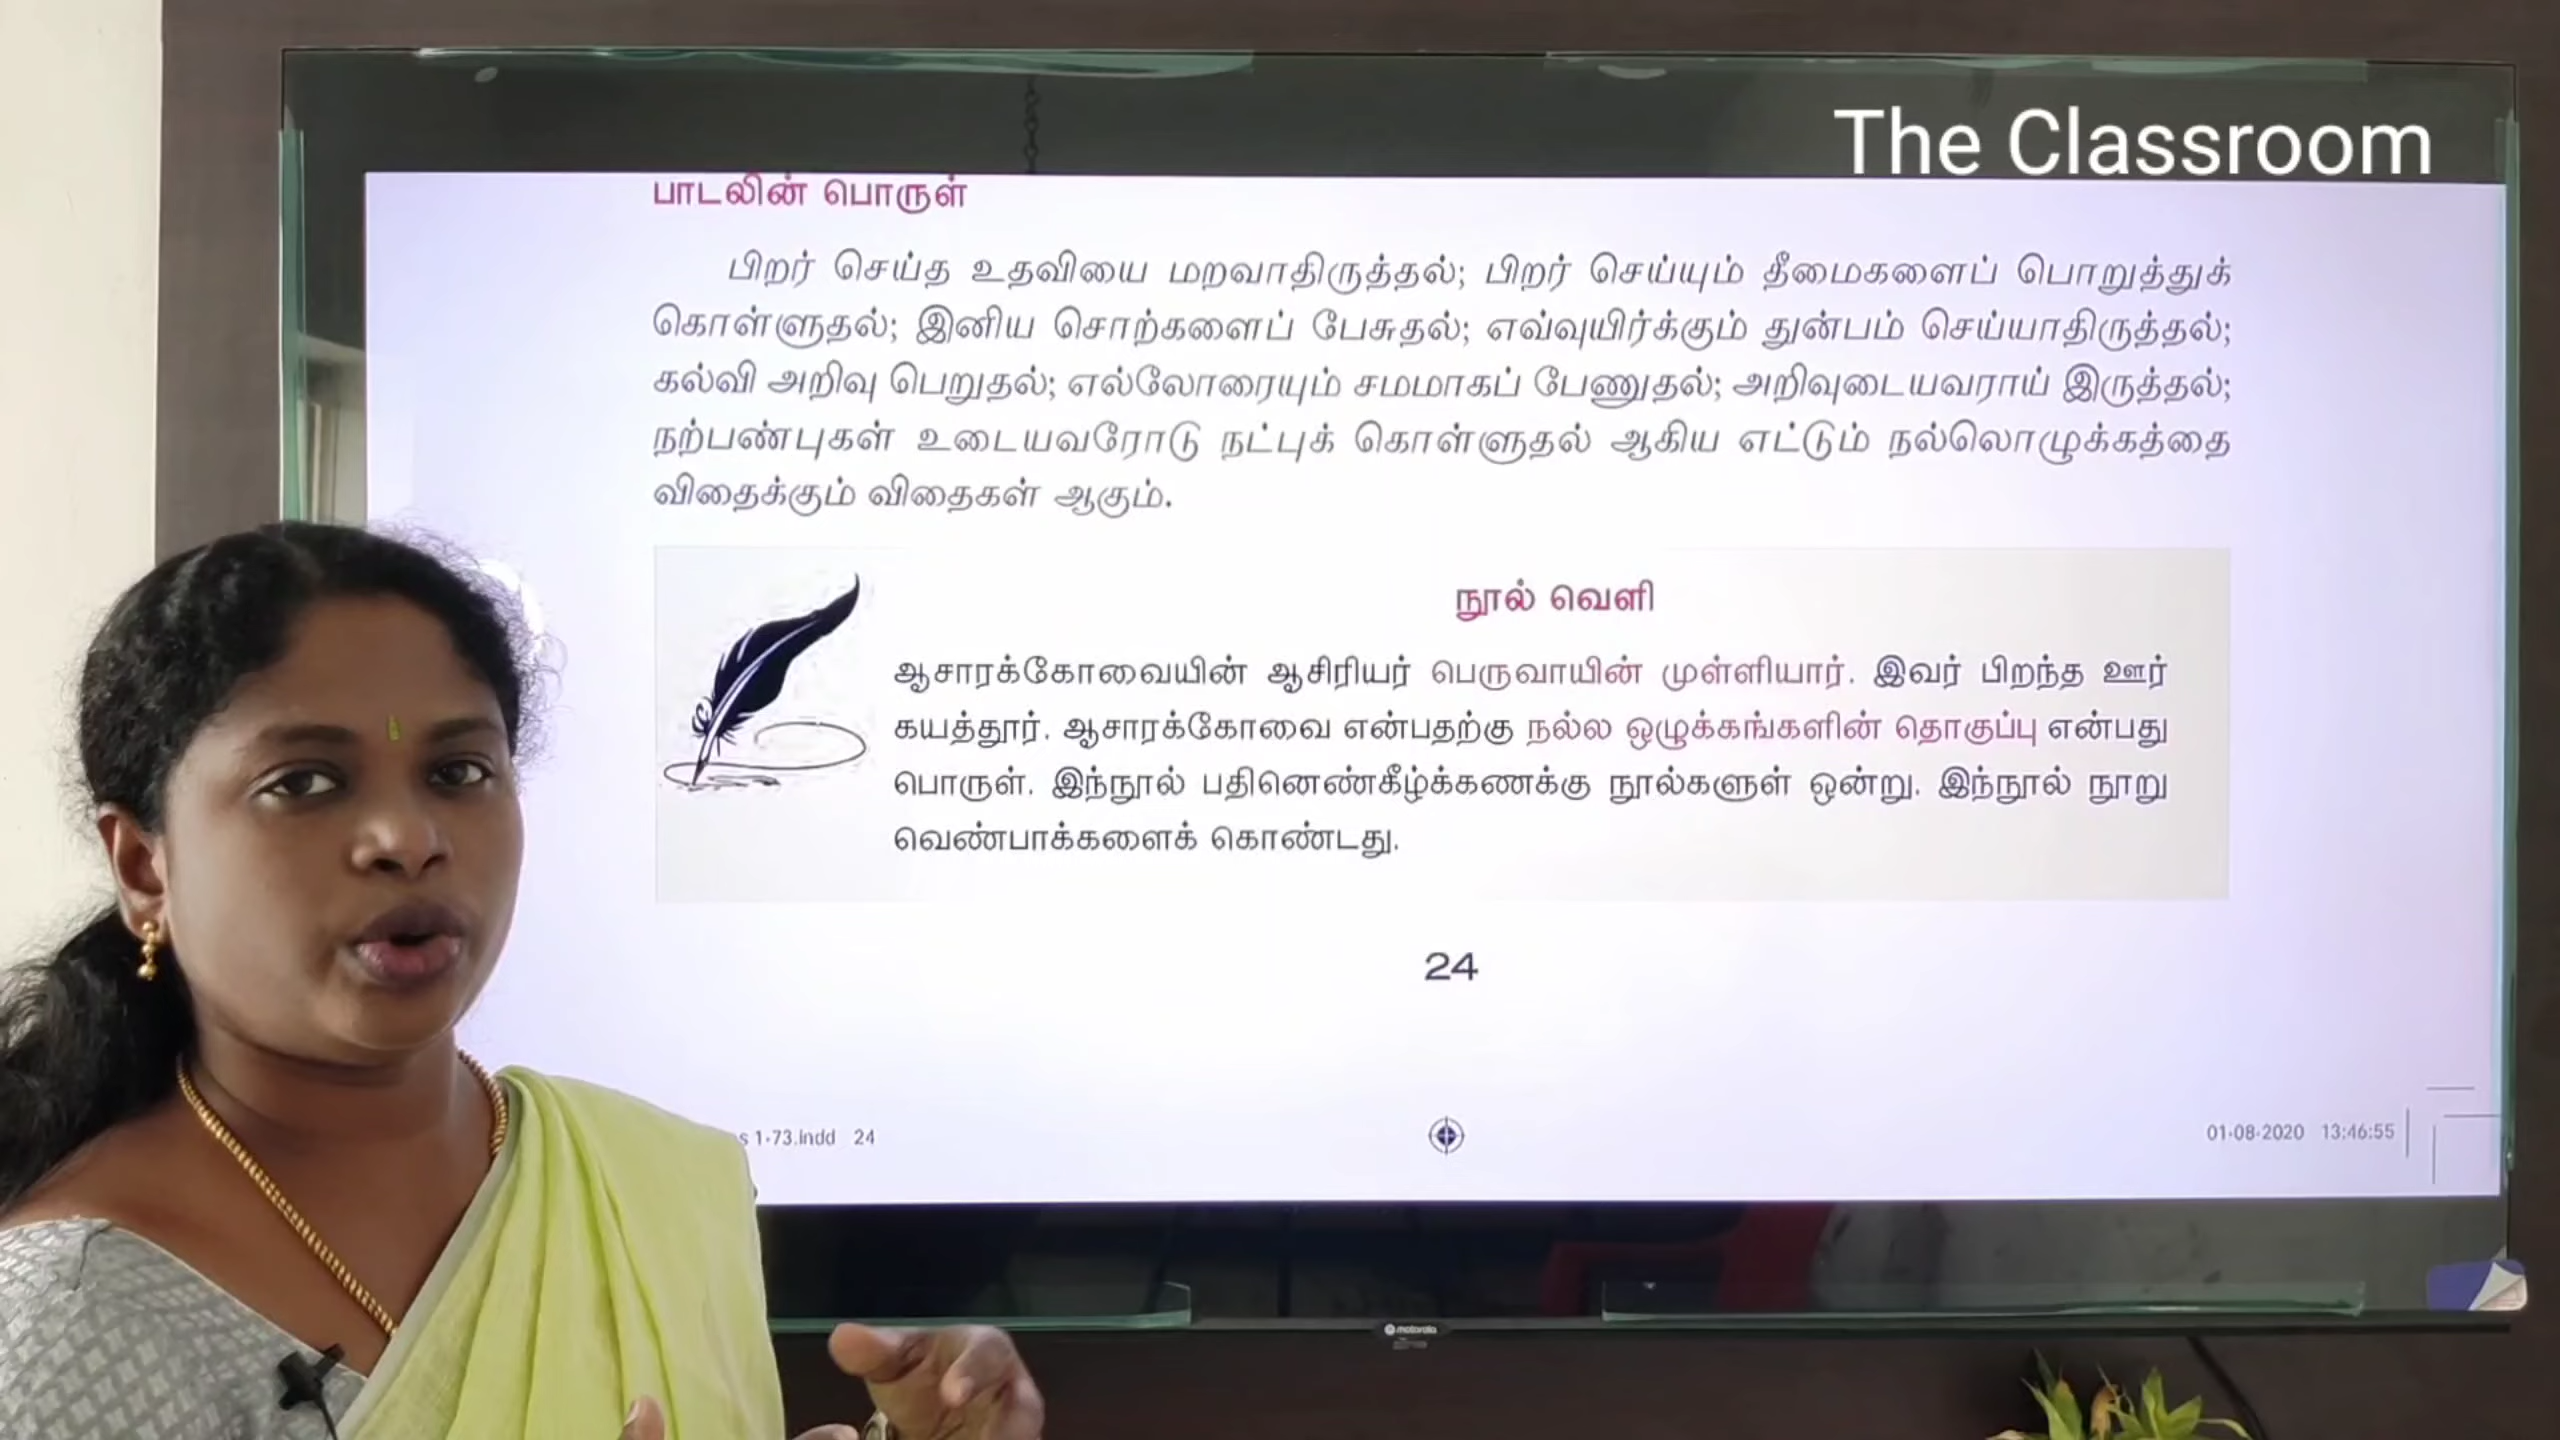 The Classroom
பாடலின் பொருள்
பிறர் செய்த உதவியை மறவாதிருத்தல்; பிறர் செய்யும் தீமைகளைப் பொறுத்துக்
கொள்ளுதல்; இனிய சொற்களைப் பேசுதல்; எவ்வுயிர்க்கும் துன்பம் செய்யாதிருத்தல்;
கல்வி அறிவு பெறுதல்; எல்லோரையும் சமமாகப் பேணுதல்; அறிவுடையவராய் இருத்தல்;
நற்பண்புகள் உடையவரோடு நட்புக் கொள்ளுதல் ஆகிய எட்டும் நல்லொழுக்கத்தை
விதைக்கும் விதைகள் ஆகும்.
நூல் வெளி
ஆசாரக்கோவையின் ஆசிரியர் பெருவாயின் முள்ளியார். இவர் பிறந்த ஊர்
கயத்தூர். ஆசாரக்கோவை என்பதற்கு நல்ல ஒழுக்கங்களின் தொகுப்பு என்பது
பொருள். இந்நூல் பதினெண்கீழ்க்கணக்கு நூல்களுள் ஒன்று. இந்நூல் நூறு
வெண்பாக்களைக் கொண்டது.
24
s 1-73.indd 24
01-08-2020 13:46:55
motorola